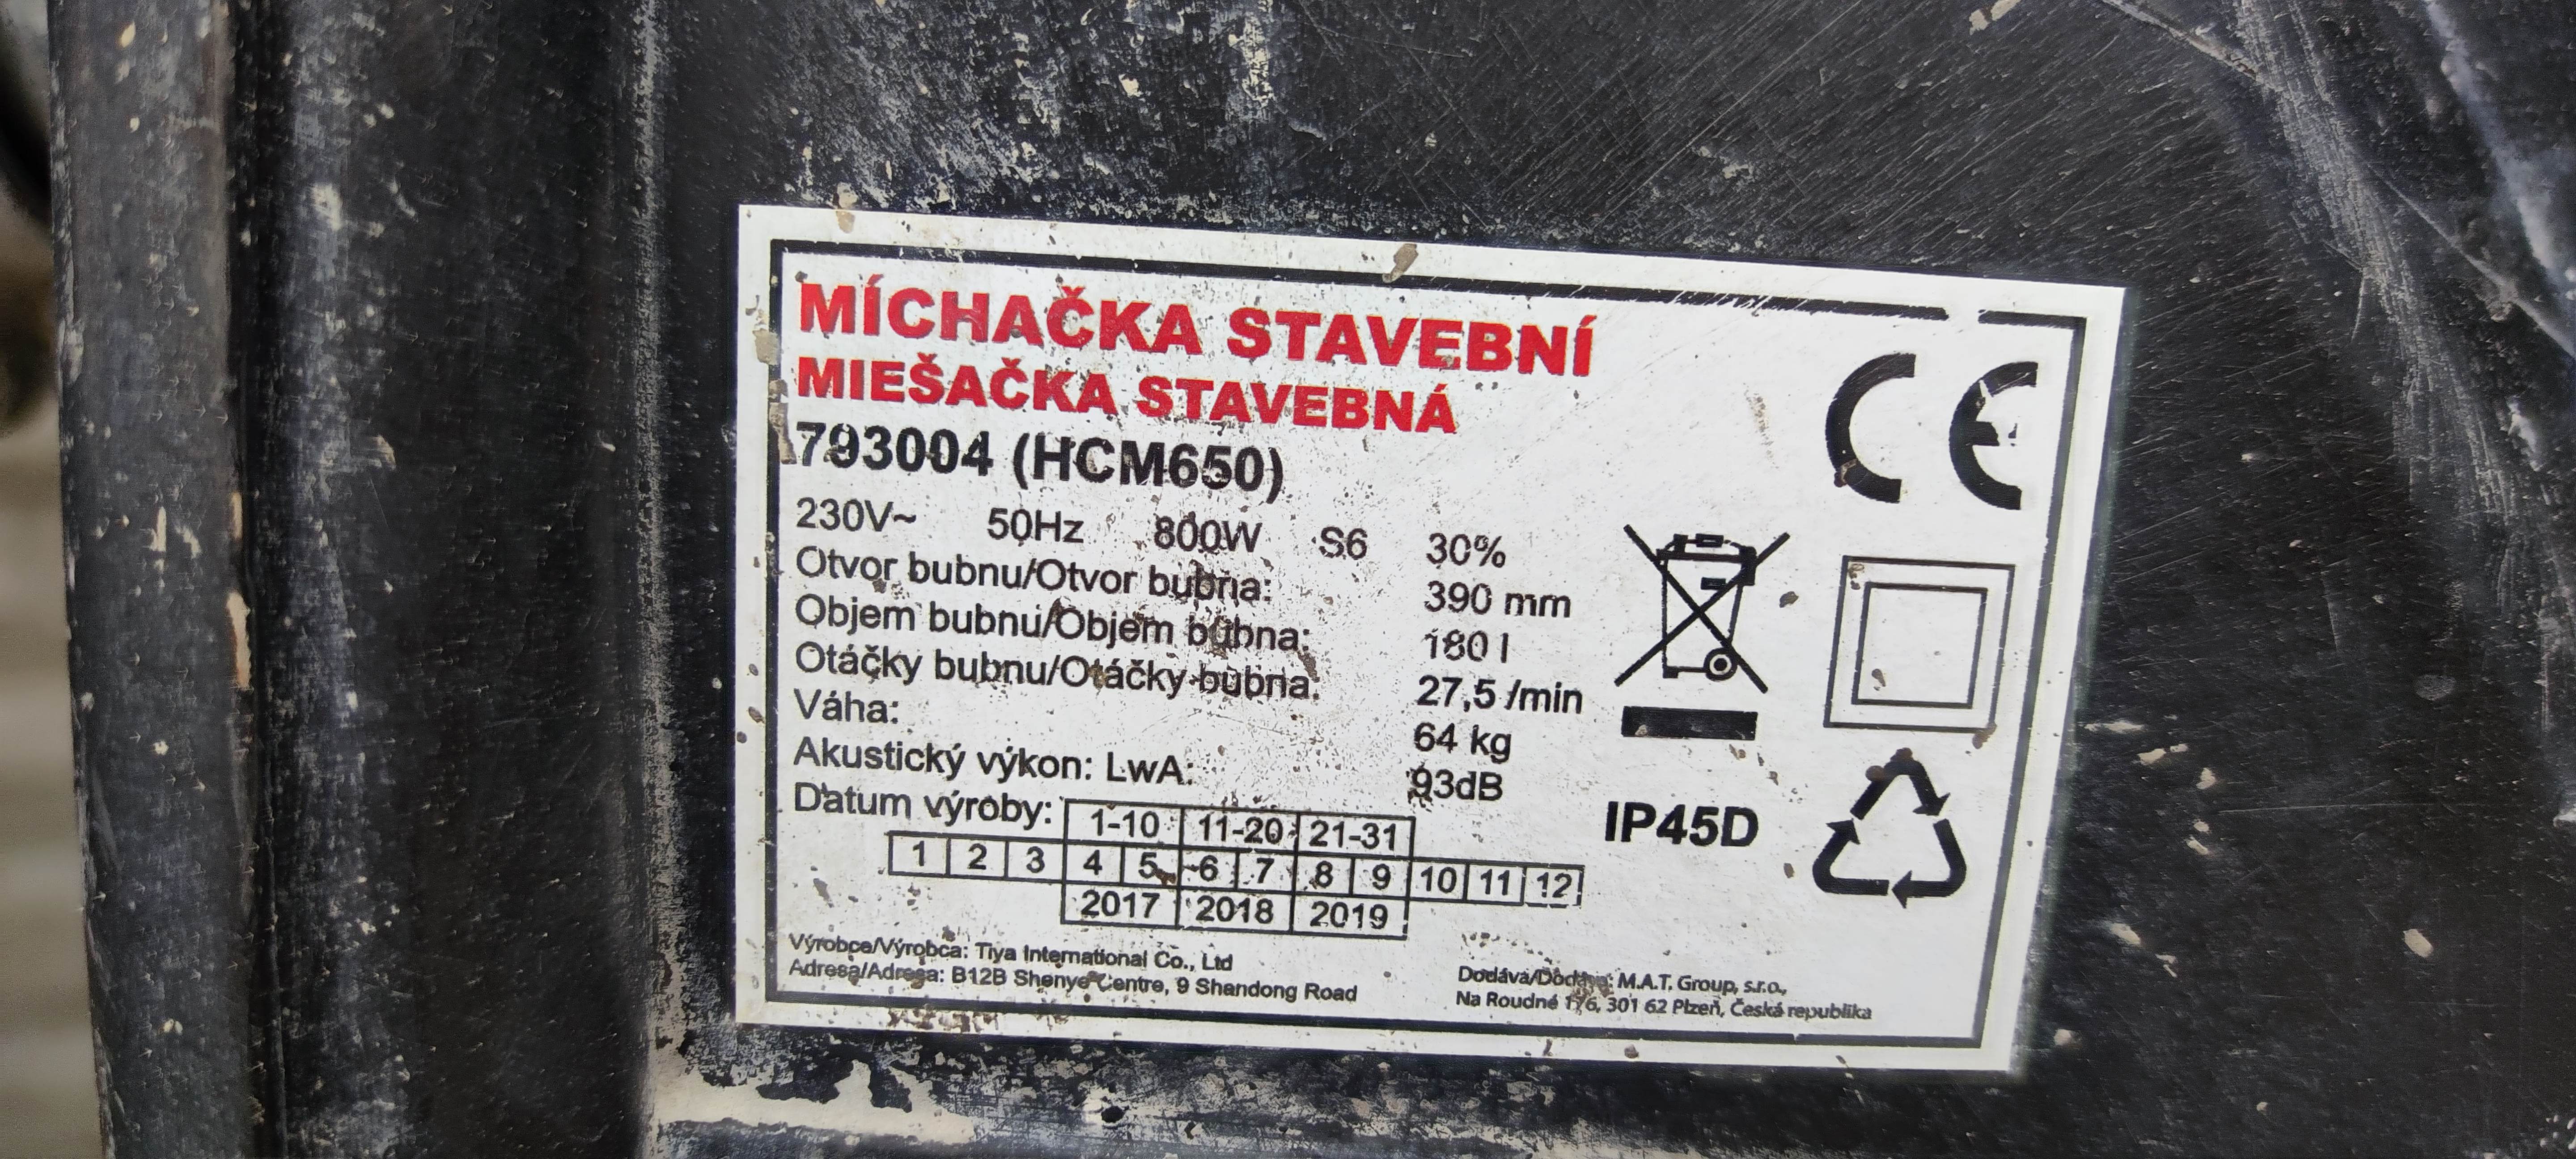 MÍCHAČKA STAVEBNÍ
MIEŠAČKA STAVEBNÁ
793004 (HCM650)
230V~ 50Hz 800W S6 30%
Otvor bubnu/Otvor bubna: 390 mm
Objem bubnu/Objem bubna: 180 l
Otáčky bubnu/Otáčky bubna: 27,5 /min
Váha: 64 kg
Akustický výkon: LwA: 93dB
Datum výroby: 1-10 11-20 21-31
1 2 3 4 5 6 7 8 9 10 11 12
2017 2018 2019
Výrobce/Výrobca: Tiya International Co., Ltd
Adresa/Adresa: B12B Shenye Centre, 9 Shandong Road
Dodává/Dodáva: M.A.T. Group, s.r.o.,
Na Roudné 176, 301 62 Plzeň, Česká republika
CE
IP45D